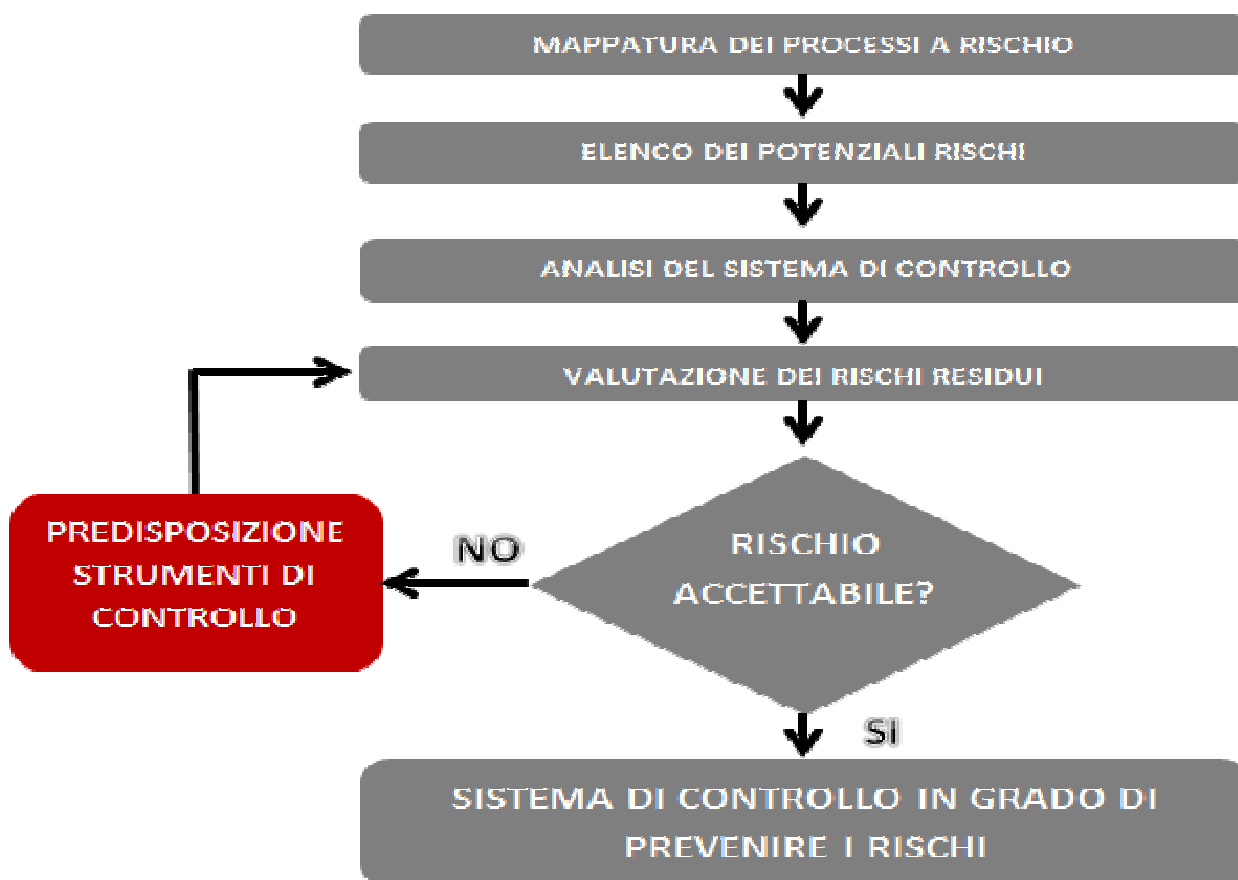 MAPPATURA DEI PROCESSI A RISCHIO
ELENCO DEI POTENZIALI RISCHI
ANALISI DEL SISTEMA DI CONTROLLO
VALUTAZIONE DEI RISCHI RESIDUI
PREDISPOSIZIONE
STRUMENTI DI
CONTROLLO
NO
RISCHIO
ACCETTABILE?
SI
SISTEMA DI CONTROLLO IN GRADO DI
PREVENIRE I RISCHI